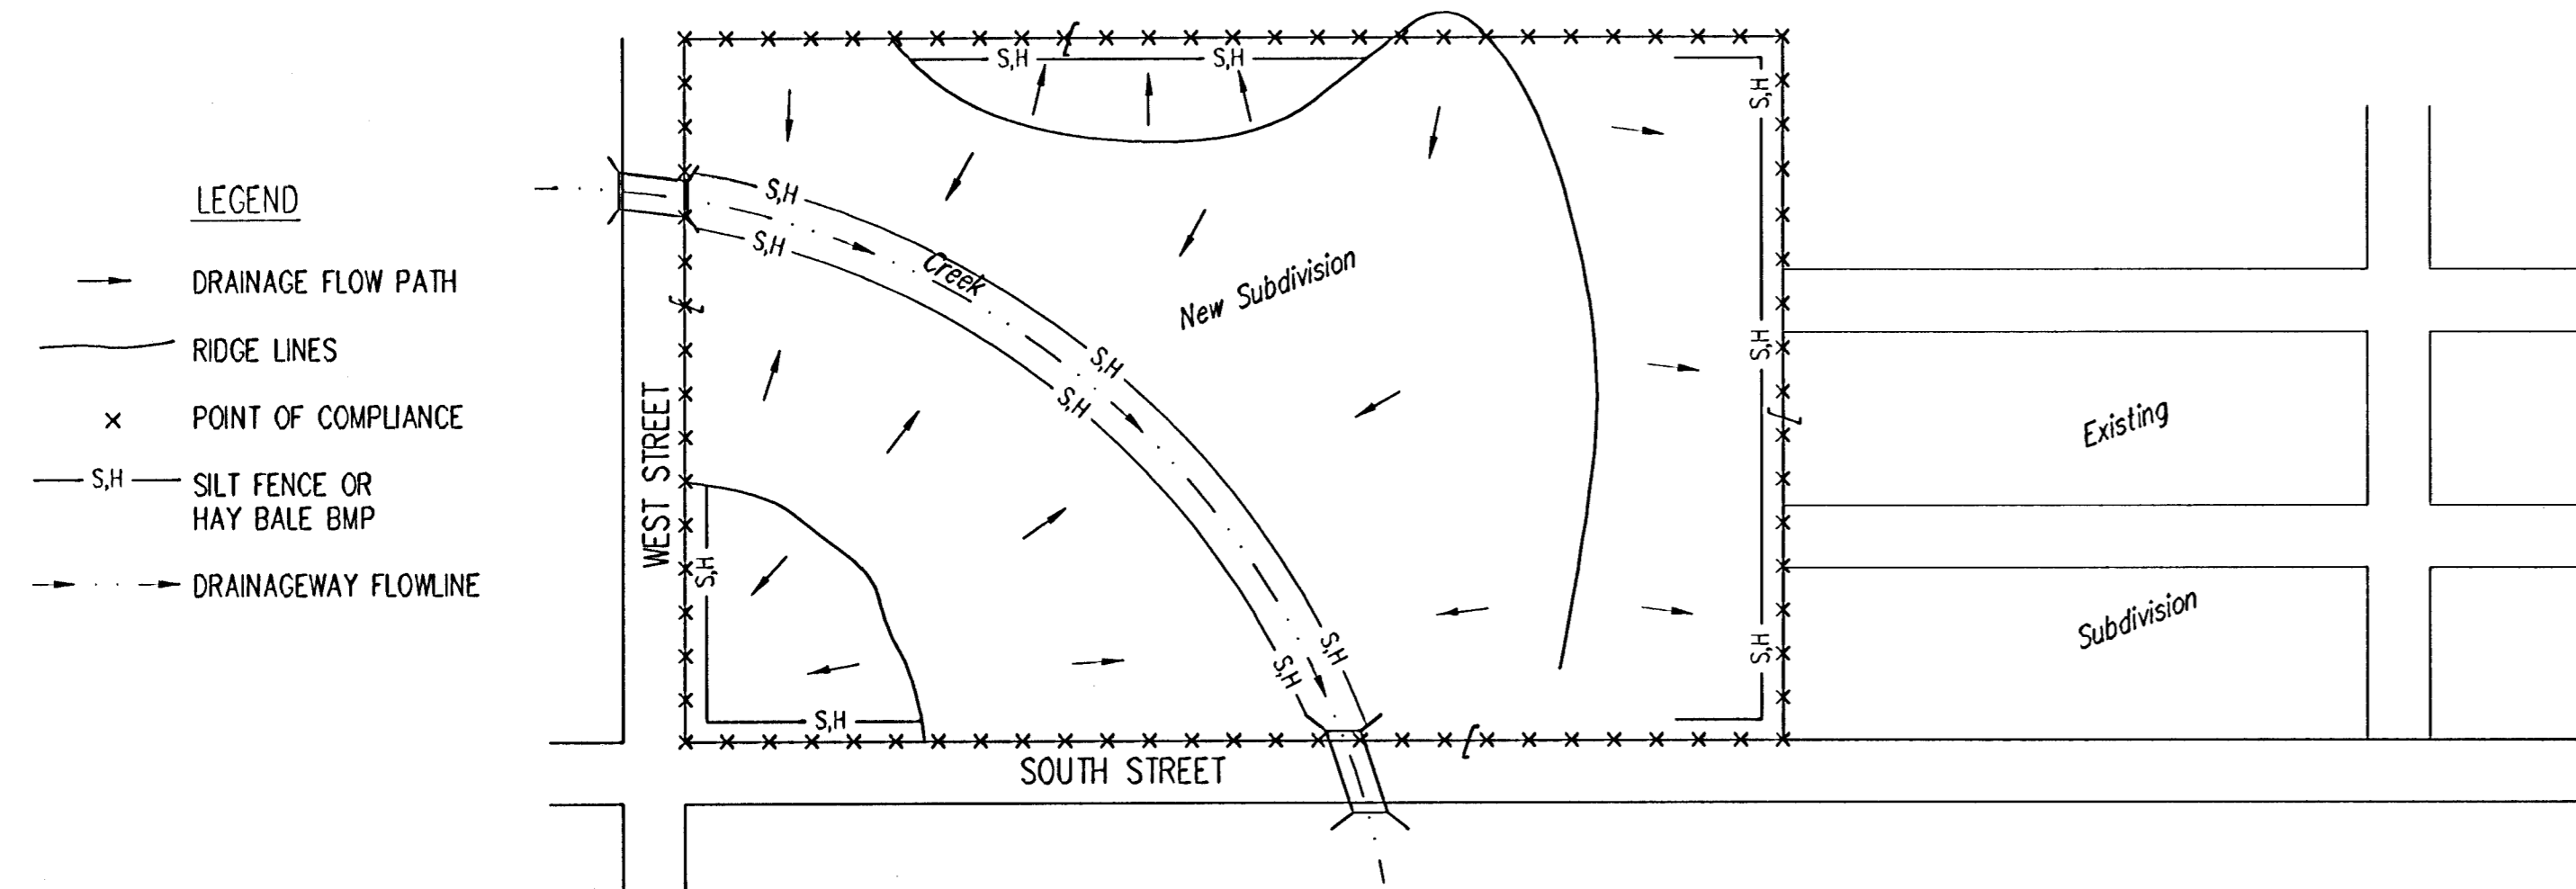 LEGEND
DRAINAGE FLOW PATH
RIDGE LINES
x POINT OF COMPLIANCE
S,H SILT FENCE OR
HAY BALE BMP
DRAINAGEWAY FLOWLINE
S,H
S,H
S,H
S,H
S,H
Creek
New Subdivision
S,H
S,H
S,H
WEST STREET
Existing
S,H
S,H
Subdivision
S,H
S,H
S,H
S,H
SOUTH STREET